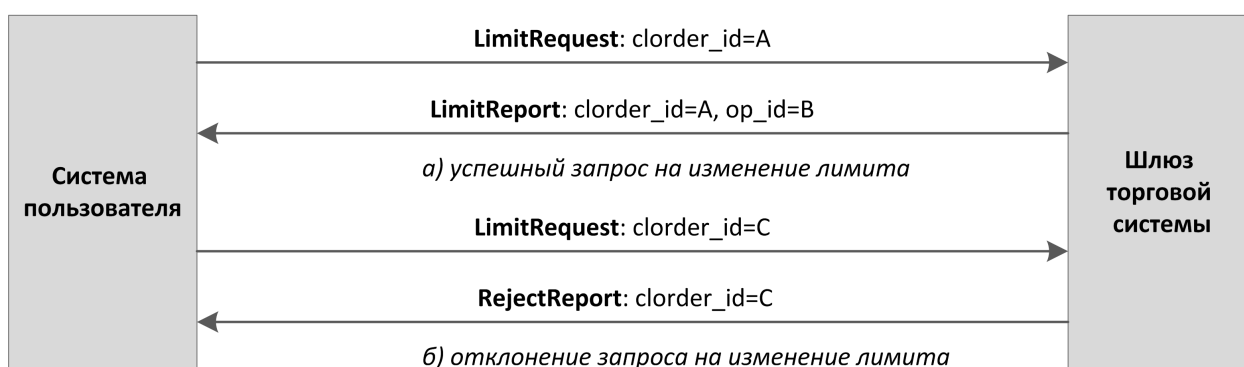 LimitRequest: clorder_id=A
LimitReport: clorder_id=A, op_id=B
а) успешный запрос на изменение лимита
Система
пользователя
Шлюз
торговой
системы
LimitRequest: clorder_id=C
RejectReport: clorder_id=C
б) отклонение запроса на изменение лимита